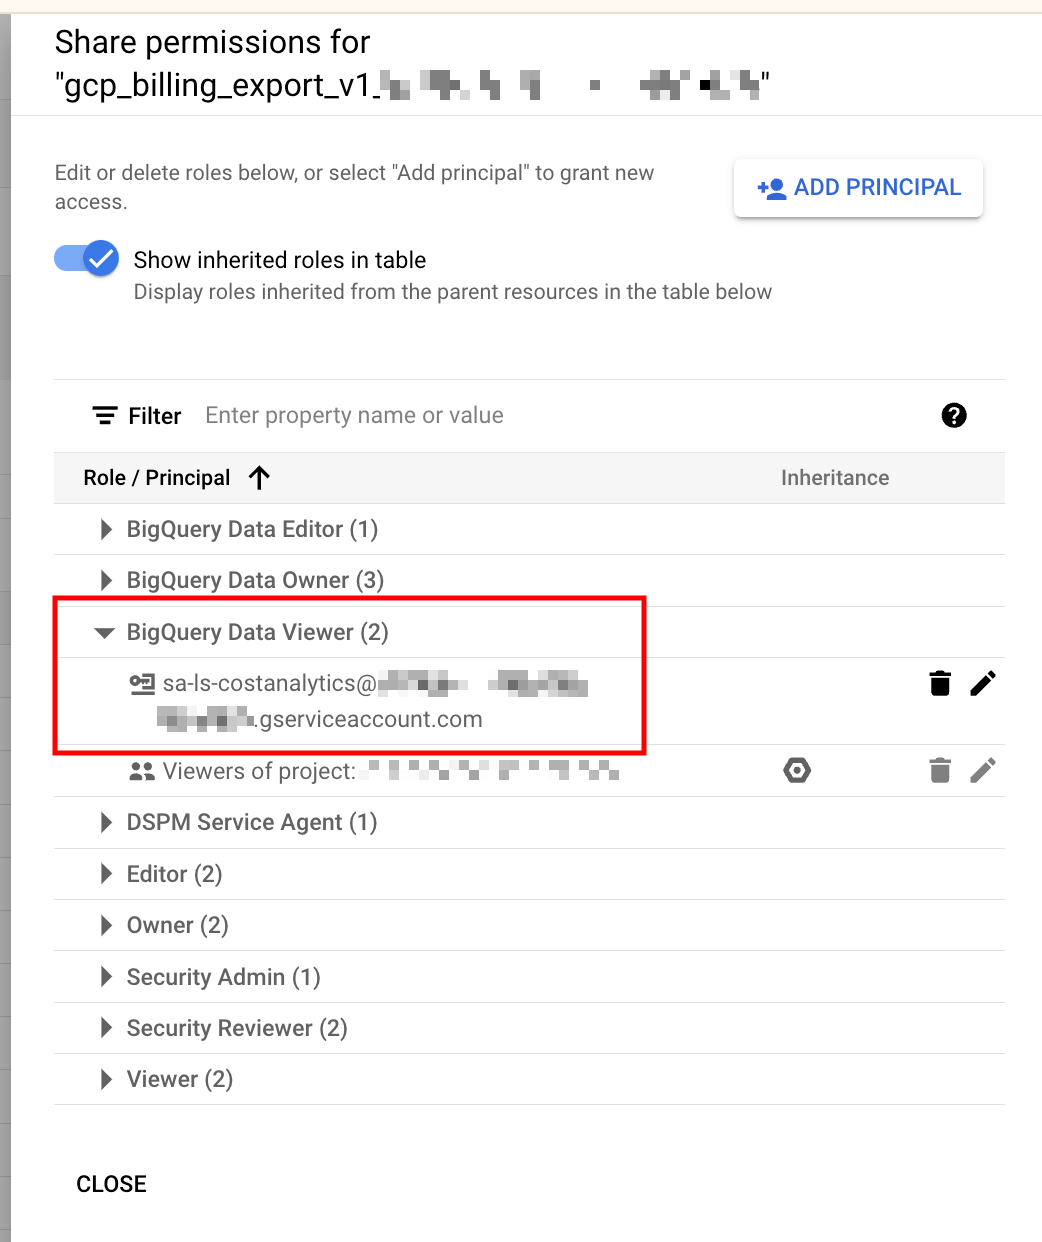 Share permissions for
"gcp_billing_export_v1_ "
Edit or delete roles below, or select "Add principal" to grant new
access.
ADD PRINCIPAL
Show inherited roles in table
Display roles inherited from the parent resources in the table below
Filter Enter property name or value
Role / Principal Inheritance
BigQuery Data Editor (1)
BigQuery Data Owner (3)
BigQuery Data Viewer (2)
sa-ls-costanalytics@
.gserviceaccount.com
Viewers of project:
DSPM Service Agent (1)
Editor (2)
Owner (2)
Security Admin (1)
Security Reviewer (2)
Viewer (2)
CLOSE